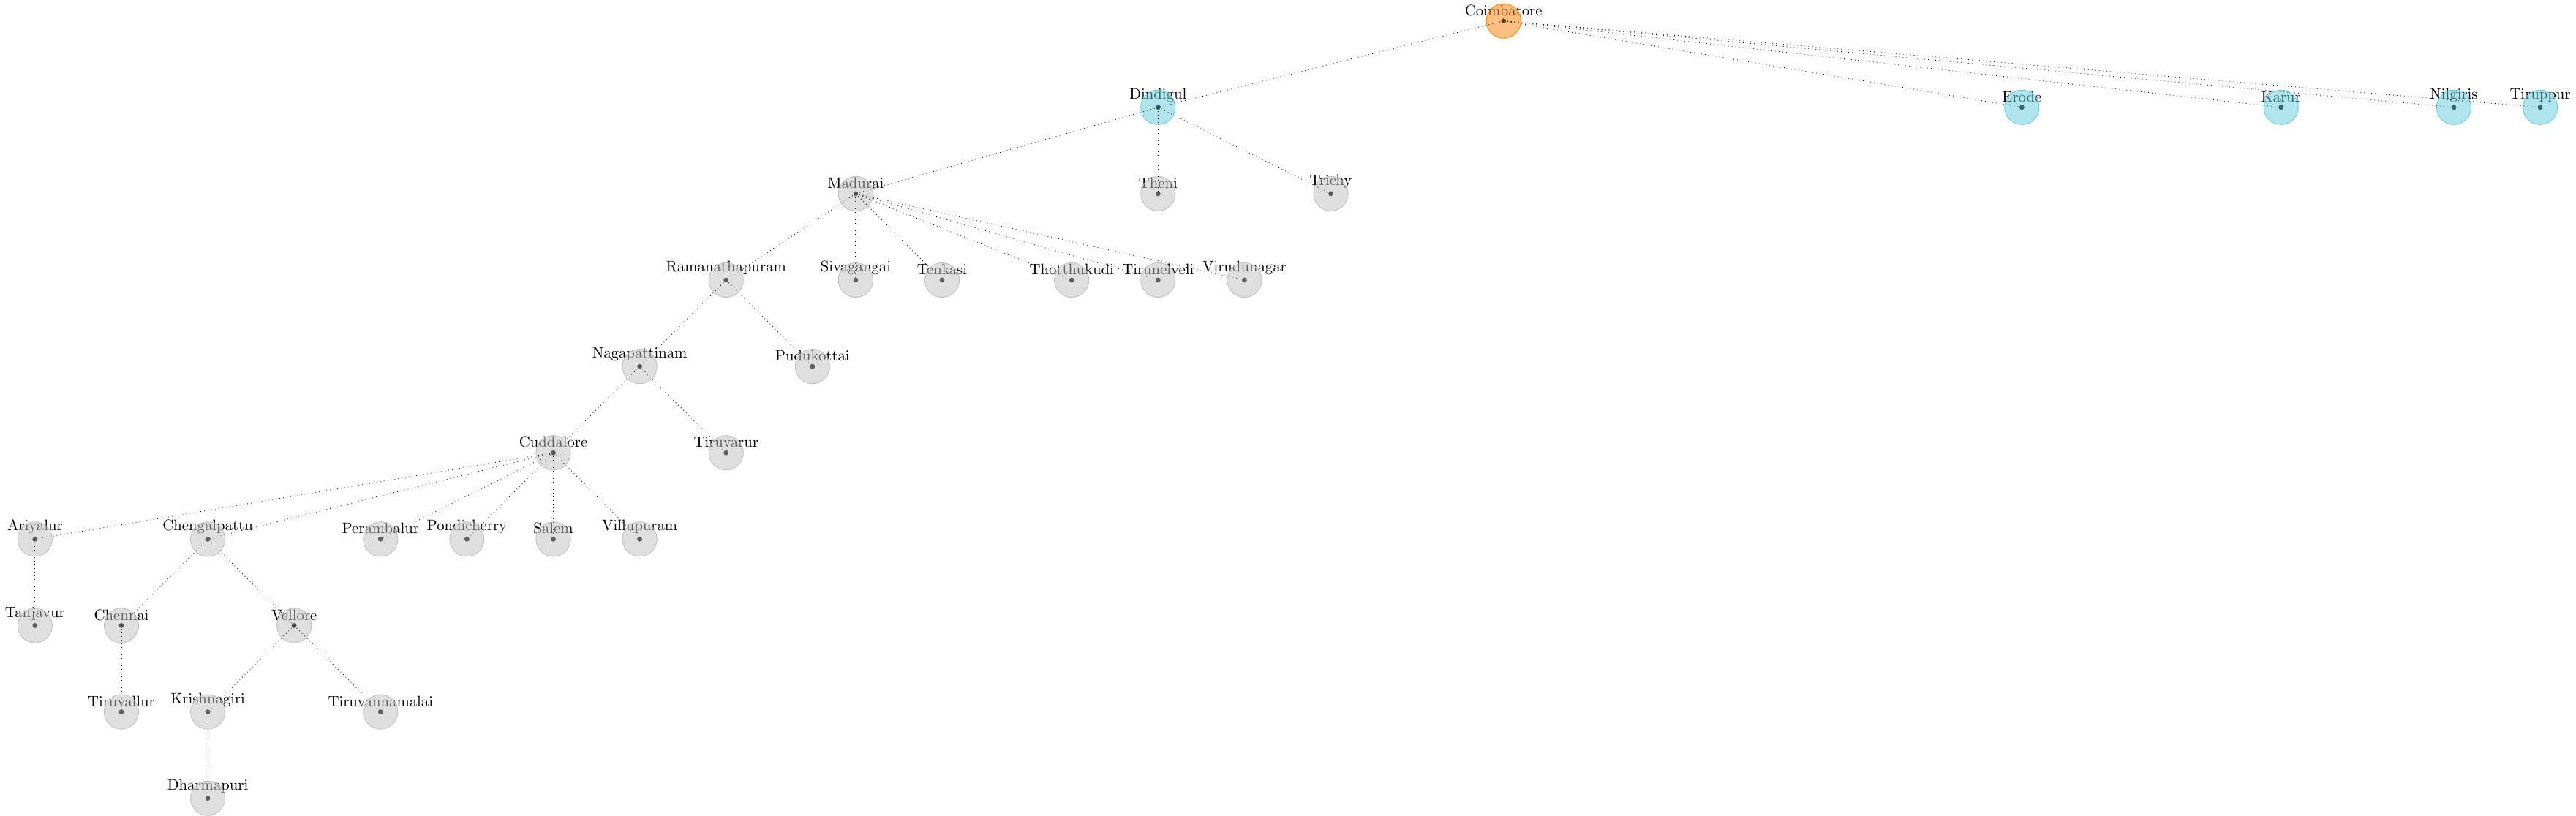 Coimbatore
Dindigul
Erode
Karur
Nilgiris
Tiruppur
Madurai
Theni
Trichy
Ramanathapuram
Sivagangai
Tenkasi
Thotthukudi
Tirunelveli
Virudunagar
Nagapattinam
Pudukottai
Cuddalore
Tiruvarur
Ariyalur
Chengalpattu
Perambalur
Pondicherry
Salem
Villupuram
Tanjavur
Chennai
Vellore
Tiruvallur
Krishnagiri
Tiruvannamalai
Dharmapuri